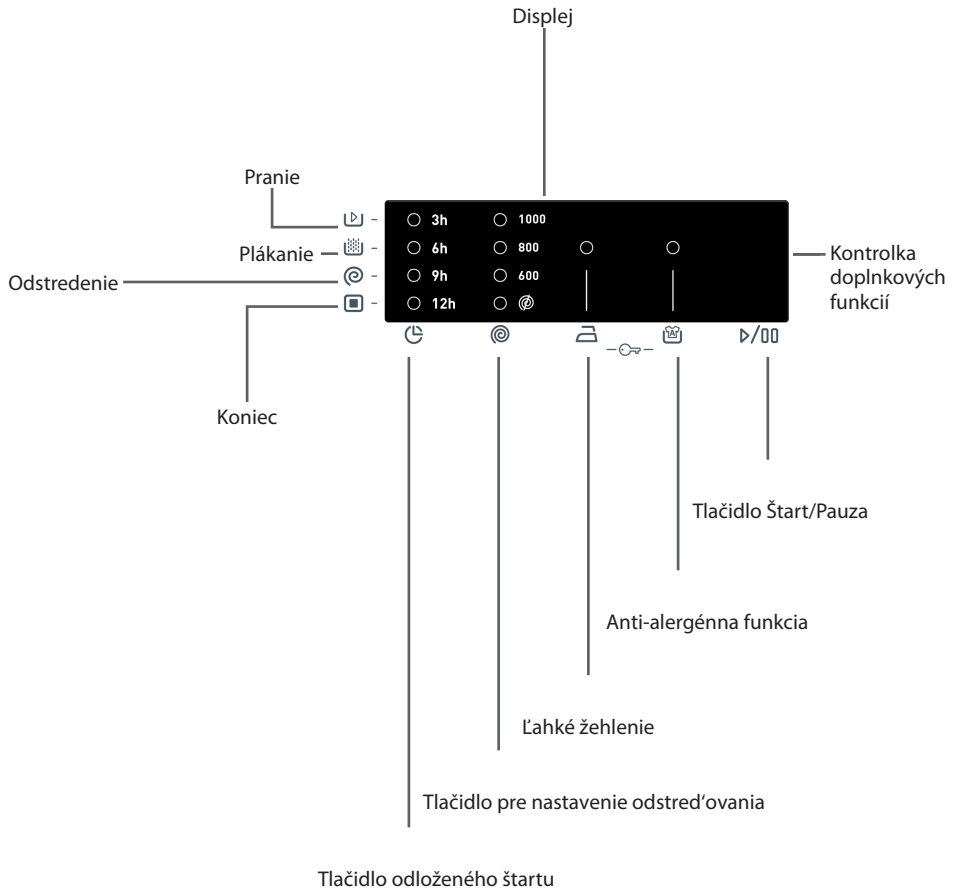 Displej
Pranie
Plákanie
Odstredenie
Koniec
3h 1000
6h 800
9h 600
12h
Kontrolka
doplnkových
funkcií
Tlačidlo Štart/Pauza
Anti-alergénna funkcia
Ľahké žehlenie
Tlačidlo pre nastavenie odstred‘ovania
Tlačidlo odloženého štartu